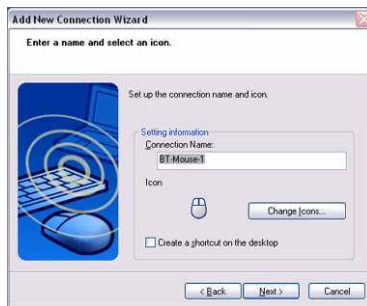 Add New Connection Wizard
Enter a name and select an icon.
Set up the connection name and icon.
Setting information
Connection Name:
BT-Mouse-1
Icon
Change Icons...
Create a shortcut on the desktop
< Back Next > Cancel